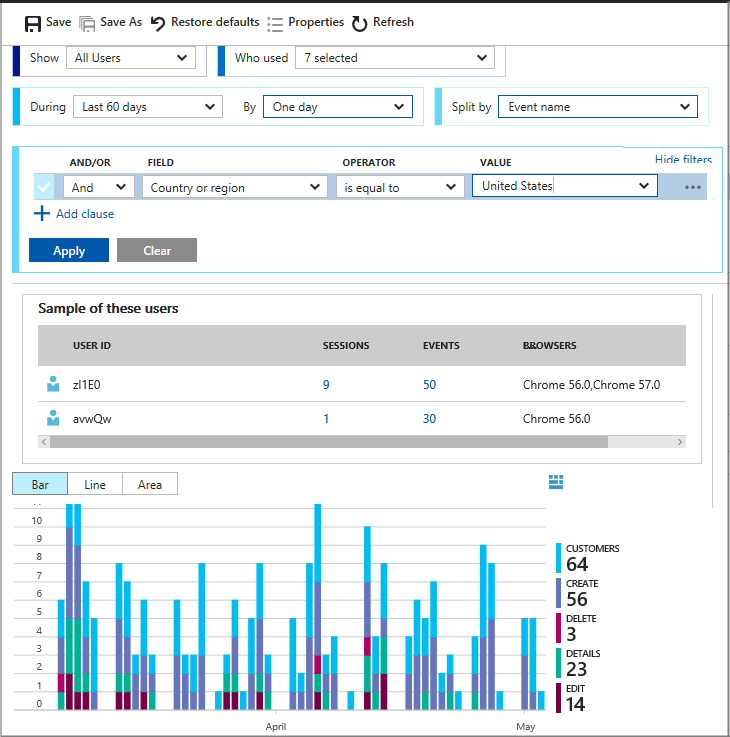 Save Save As Restore defaults Properties Refresh
Show All Users Who used 7 selected
During Last 60 days By One day Split by Event name
Hide filters
AND/OR FIELD OPERATOR VALUE
And Country or region is equal to United States
Add clause
Apply Clear
Sample of these users
USER ID SESSIONS EVENTS BROWSERS
zI1E0 9 50 Chrome 56.0,Chrome 57.0
avwQw 1 30 Chrome 56.0
Bar Line Area
10
9
8
7
6
5
4
3
2
1
0
April May
CUSTOMERS
64
CREATE
56
DELETE
3
DETAILS
23
EDIT
14